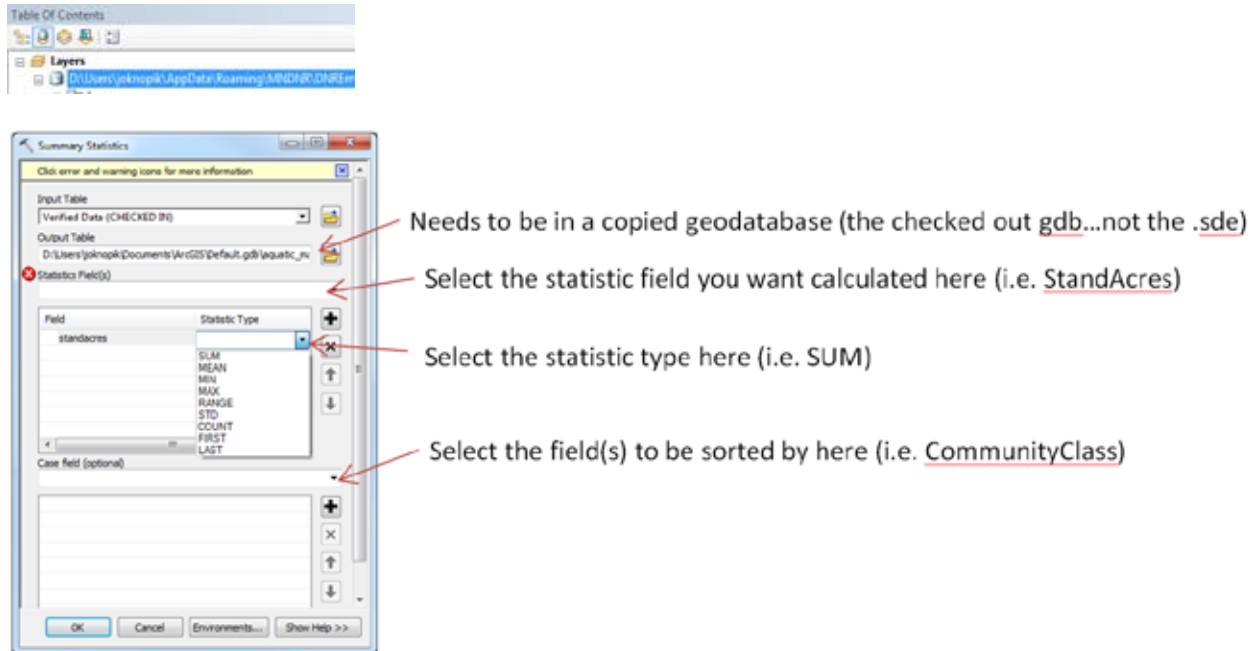 Table Of Contents
Layers
D:\Users\joknopik\AppData\Roaming\MNDNR\DNREm
Summary Statistics
Click error and warning icons for more information
Input Table
Verified Data (CHECKED IN)
Output Table
D:\Users\joknopik\Documents\ArcGIS\Default.gdb\aquatic_m
Statistics Field(s)
Field Statistic Type
standacres
SUM
MEAN
MIN
MAX
RANGE
STD
COUNT
FIRST
LAST
Case field (optional)
OK Cancel Environments... Show Help >>
Needs to be in a copied geodatabase (the checked out gdb...not the .sde)
Select the statistic field you want calculated here (i.e. StandAcres)
Select the statistic type here (i.e. SUM)
Select the field(s) to be sorted by here (i.e. CommunityClass)